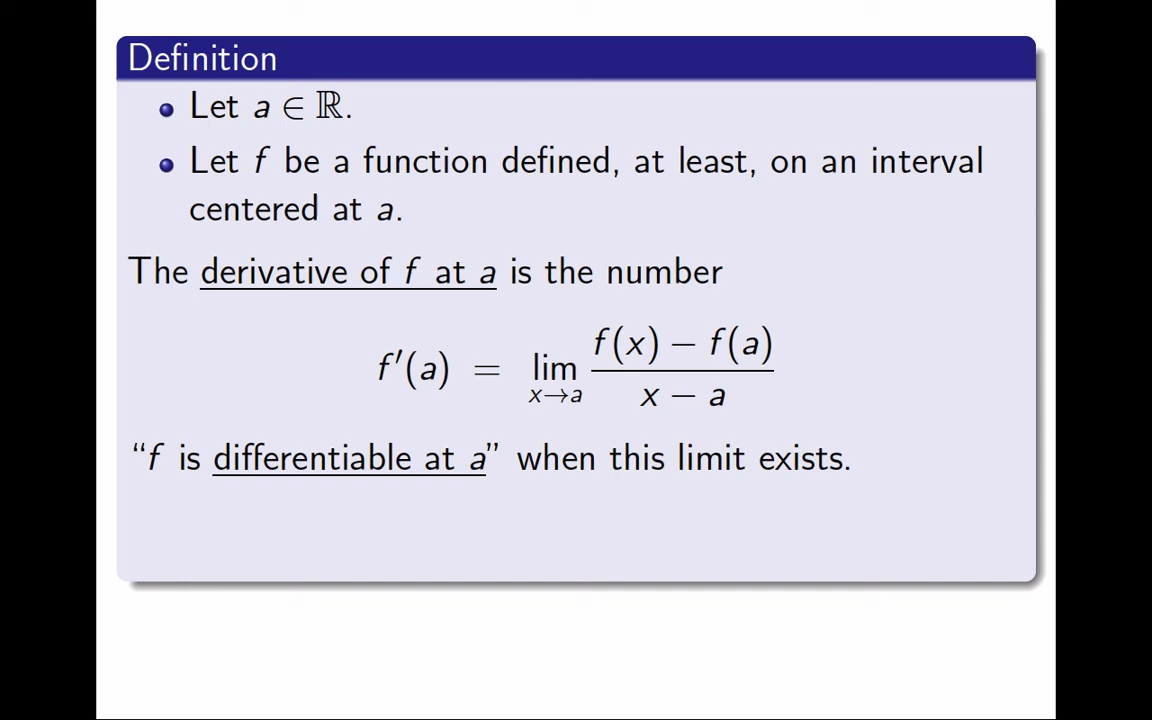 Definition
Let a ∈ ℝ.
Let f be a function defined, at least, on an interval
centered at a.
The derivative of f at a is the number
f′(a) = lim_{x→a} \frac{f(x) − f(a)}{x − a}
“f is differentiable at a” when this limit exists.